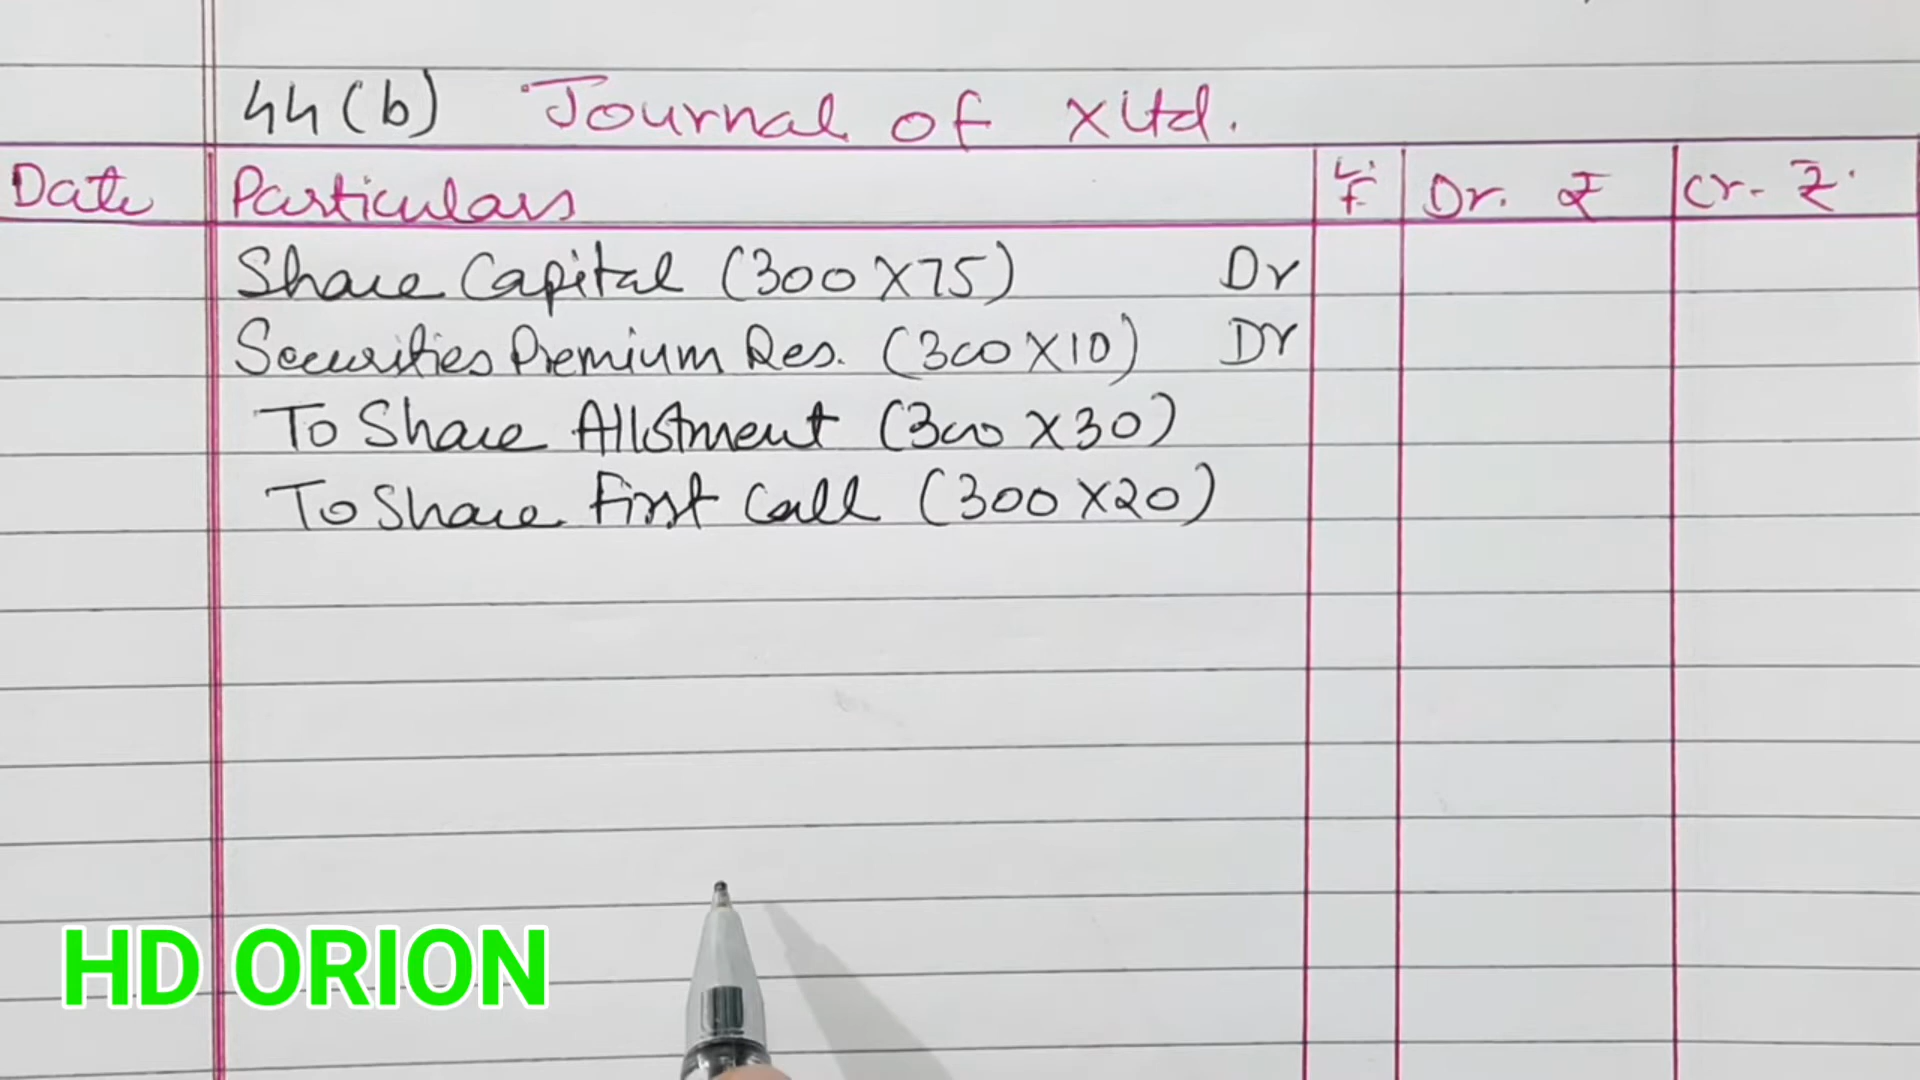 44(b) Journal of X Ltd.
Date Particulars L.F. Dr. ₹ Cr. ₹
Share Capital (300 X 75) Dr
Securities Premium Res. (300 X 10) Dr
To Share Allotment (300 X 30)
To Share First Call (300 X 20)
HD ORION